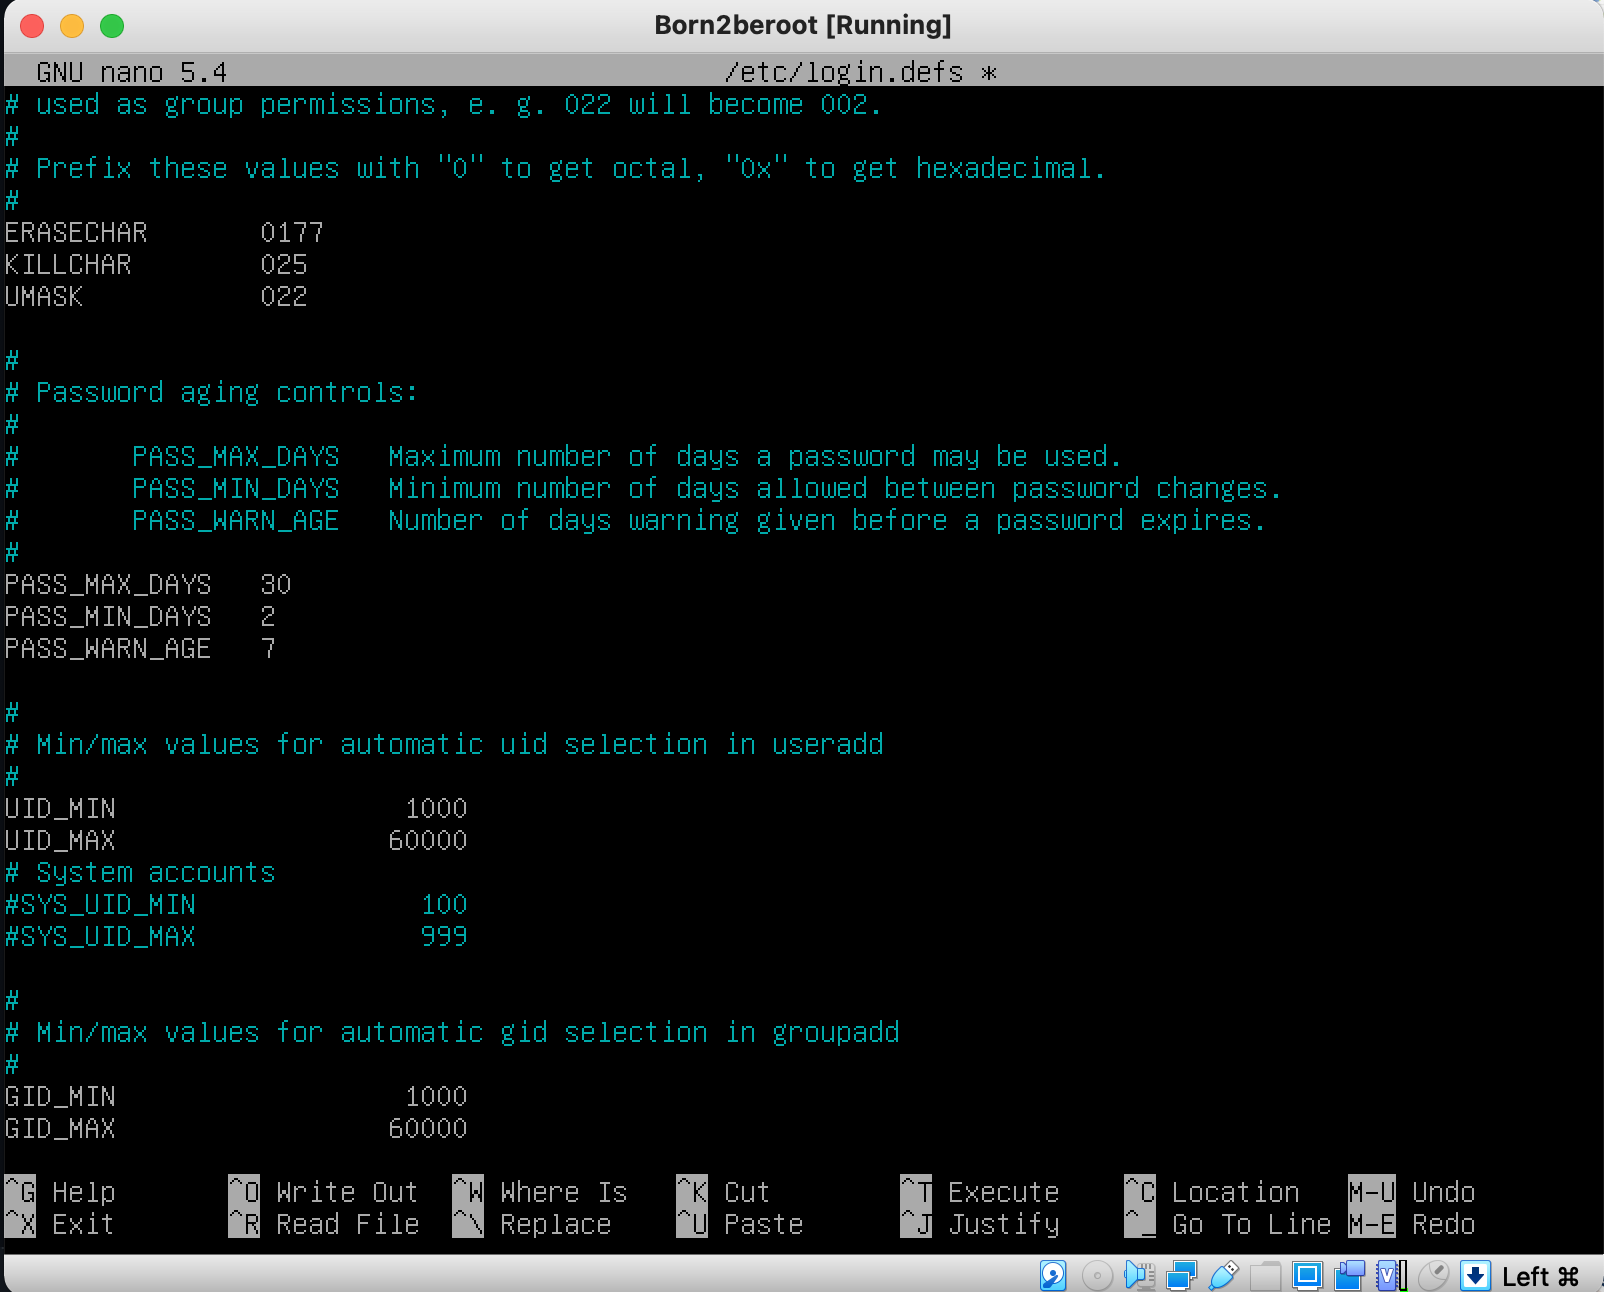 Born2beroot [Running]
GNU nano 5.4 /etc/login.defs *
# used as group permissions, e. g. 022 will become 002.
#
# Prefix these values with "0" to get octal, "0x" to get hexadecimal.
#
ERASECHAR 0177
KILLCHAR 025
UMASK 022
#
# Password aging controls:
#
# PASS_MAX_DAYS Maximum number of days a password may be used.
# PASS_MIN_DAYS Minimum number of days allowed between password changes.
# PASS_WARN_AGE Number of days warning given before a password expires.
#
PASS_MAX_DAYS 30
PASS_MIN_DAYS 2
PASS_WARN_AGE 7
#
# Min/max values for automatic uid selection in useradd
#
UID_MIN 1000
UID_MAX 60000
# System accounts
#SYS_UID_MIN 100
#SYS_UID_MAX 999
#
# Min/max values for automatic gid selection in groupadd
#
GID_MIN 1000
GID_MAX 60000
^G Help ^O Write Out ^W Where Is ^K Cut ^T Execute ^C Location M-U Undo
^X Exit ^R Read File ^\ Replace ^U Paste ^J Justify ^_ Go To Line M-E Redo
Left ⌘